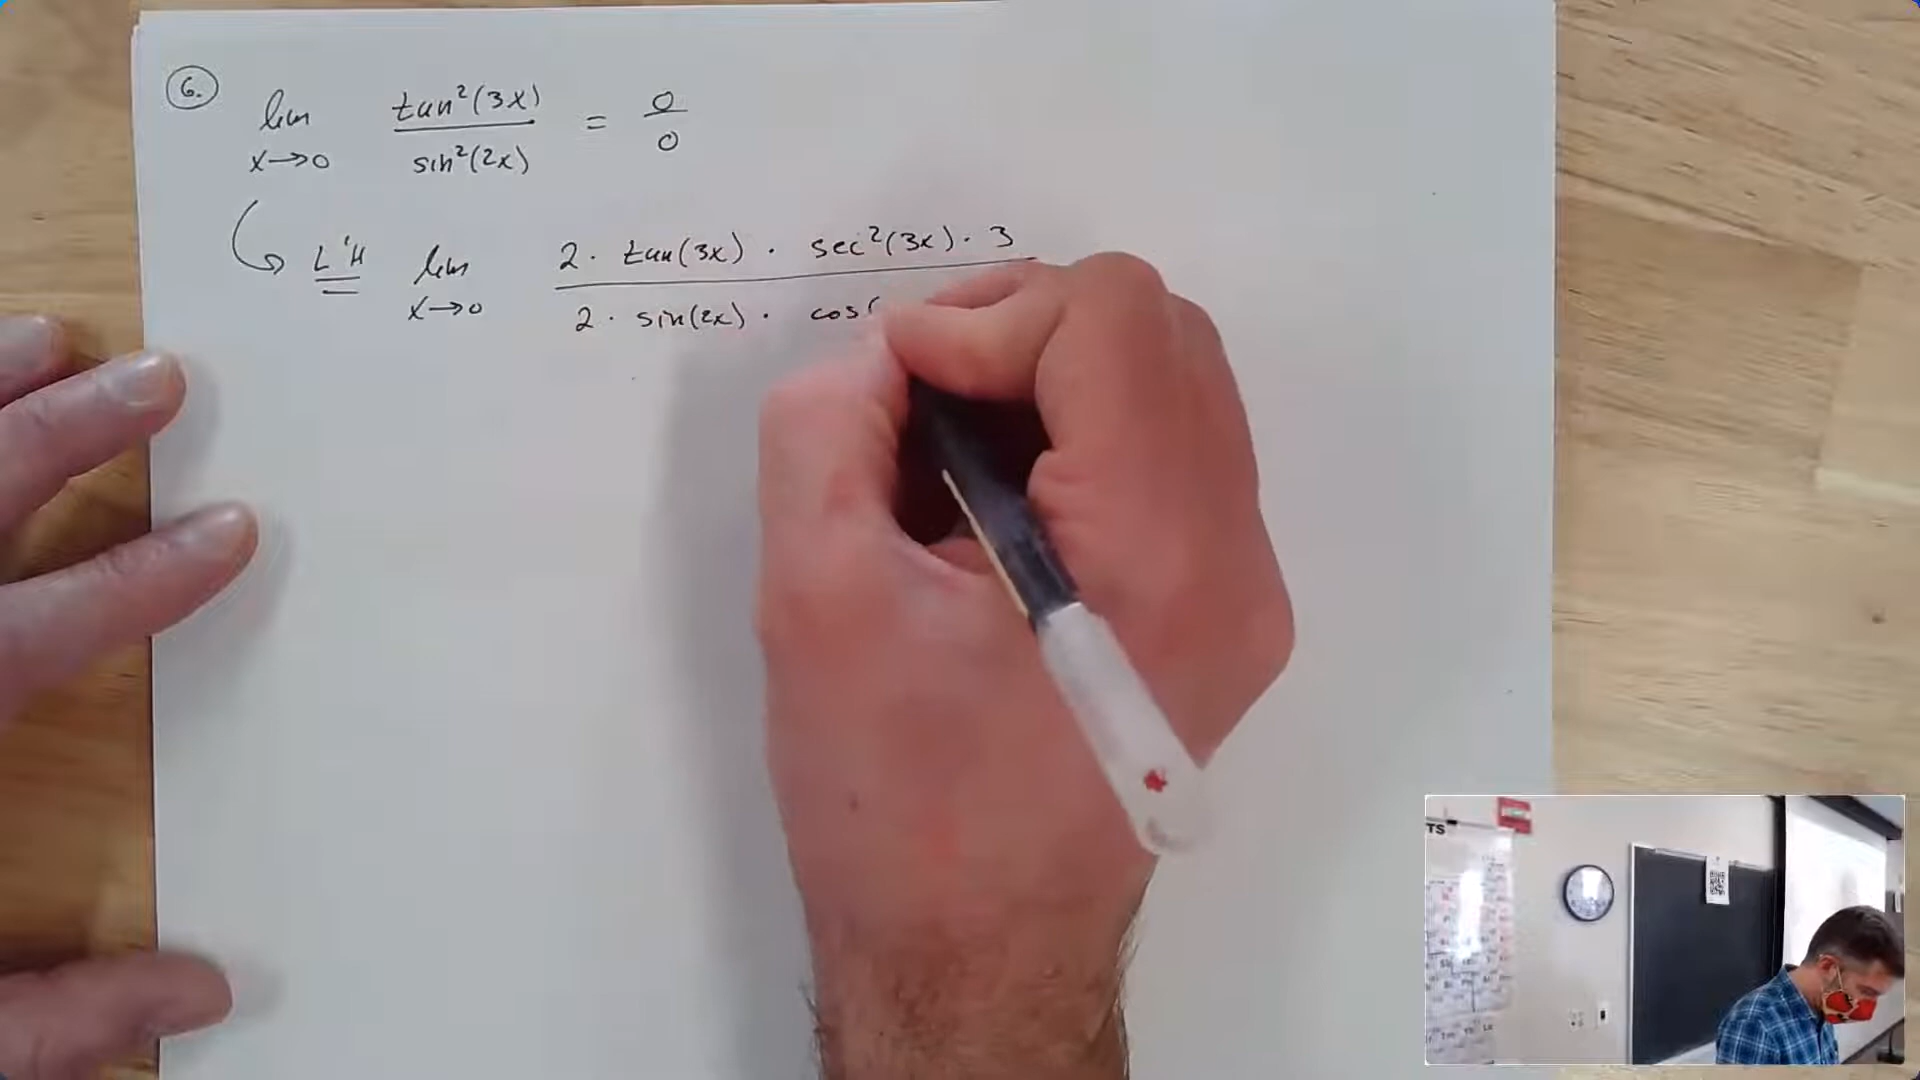 6.
lim tan²(3x) = 0
x→0 sin²(2x) 0
L'H lim 2 · tan(3x) · sec²(3x) · 3
x→0 2 · sin(2x) · cos(
TS